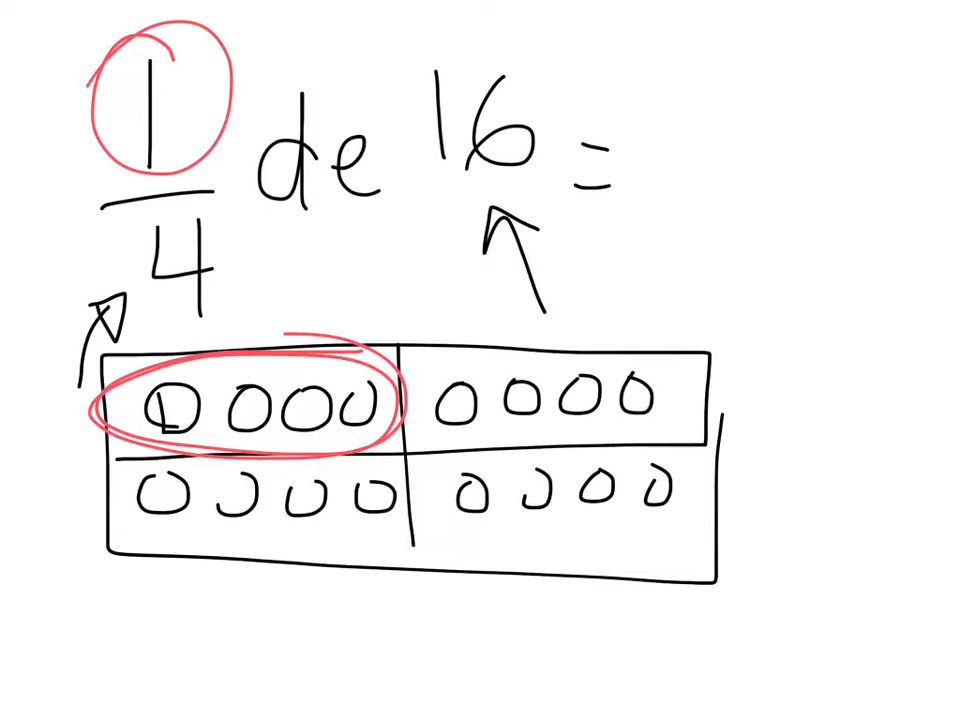 1/4 de 16 =